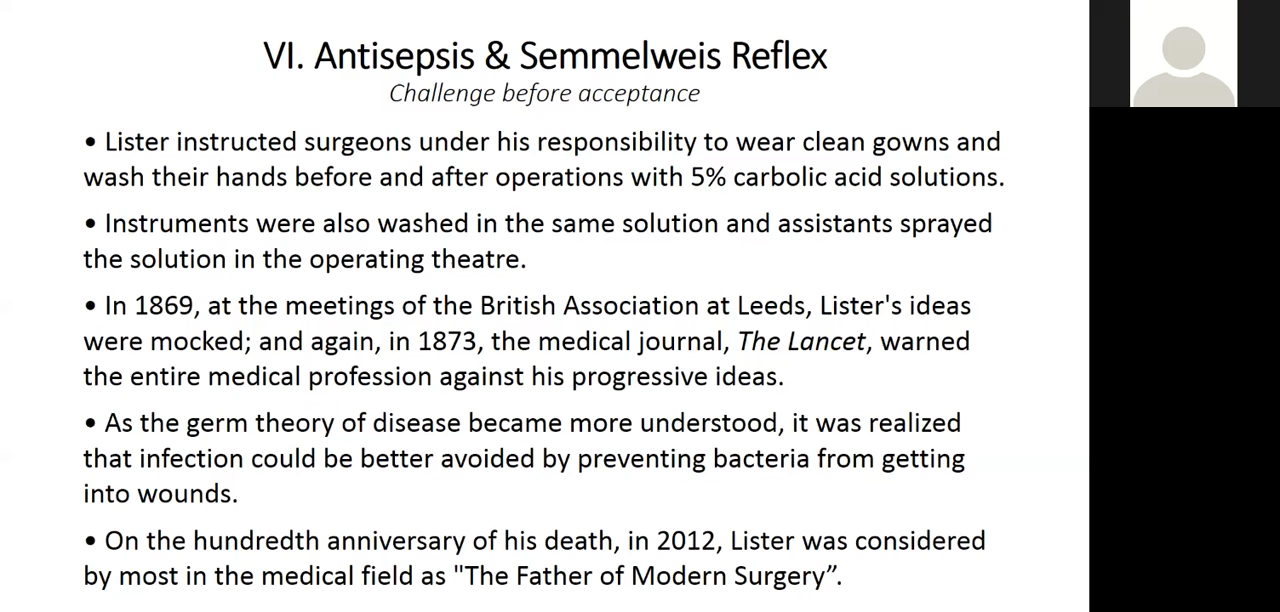 VI. Antisepsis & Semmelweis Reflex
Challenge before acceptance
• Lister instructed surgeons under his responsibility to wear clean gowns and
wash their hands before and after operations with 5% carbolic acid solutions.
• Instruments were also washed in the same solution and assistants sprayed
the solution in the operating theatre.
• In 1869, at the meetings of the British Association at Leeds, Lister's ideas
were mocked; and again, in 1873, the medical journal, The Lancet, warned
the entire medical profession against his progressive ideas.
• As the germ theory of disease became more understood, it was realized
that infection could be better avoided by preventing bacteria from getting
into wounds.
• On the hundredth anniversary of his death, in 2012, Lister was considered
by most in the medical field as "The Father of Modern Surgery”.